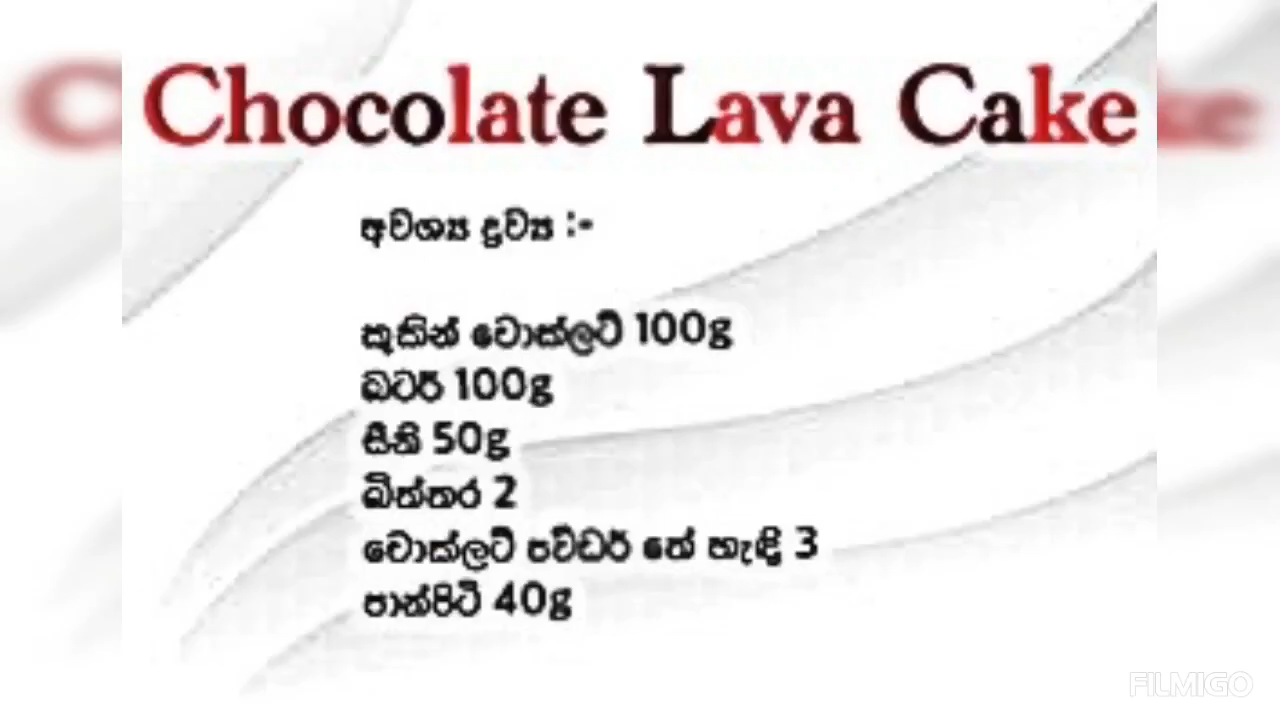 Chocolate Lava Cake
අවශ්‍ය ද්‍රව්‍ය :-
කුකින් චොක්ලට් 100g
බටර් 100g
සීනි 50g
බිත්තර 2
චොක්ලට් පව්ඩර් තේ හැඳි 3
පාන්පිටි 40g
FILMIGO